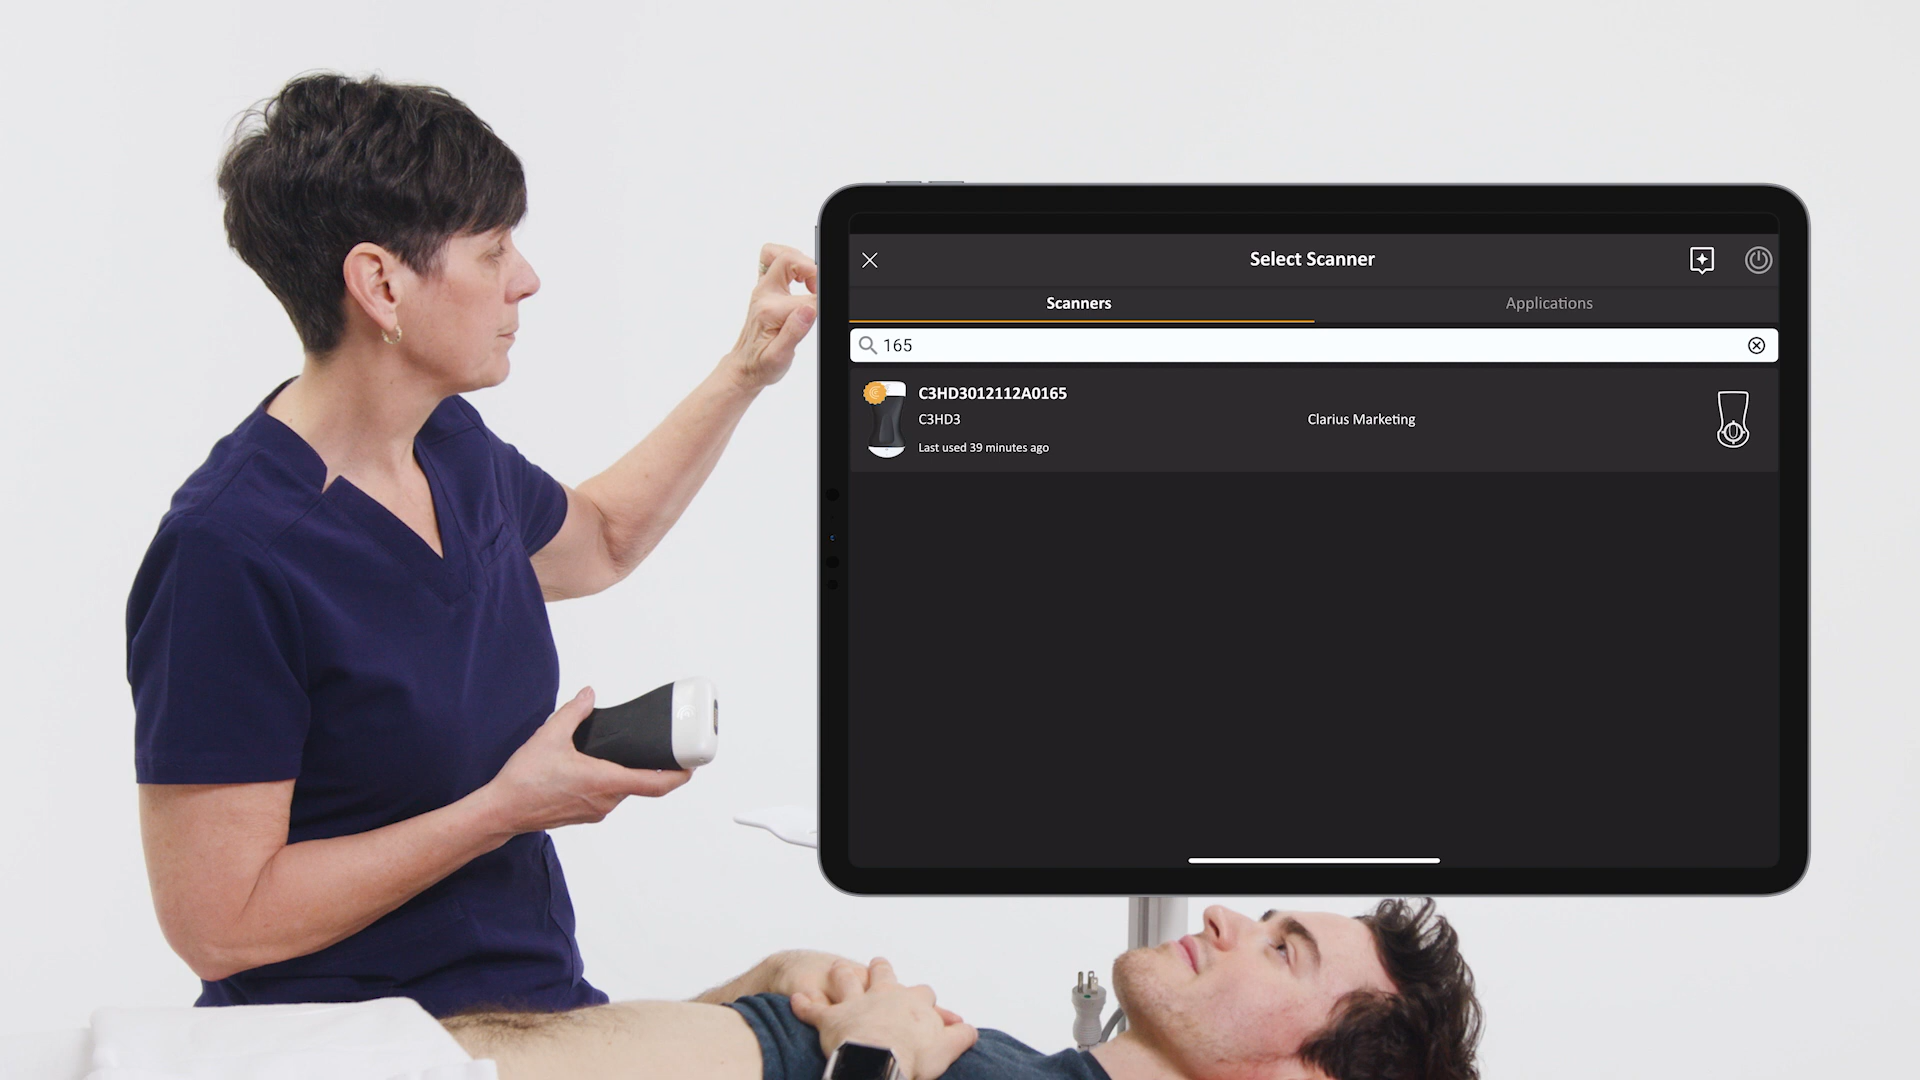 Select Scanner
Scanners
Applications
165
C3HD3012112A0165
C3HD3
Clarius Marketing
Last used 39 minutes ago